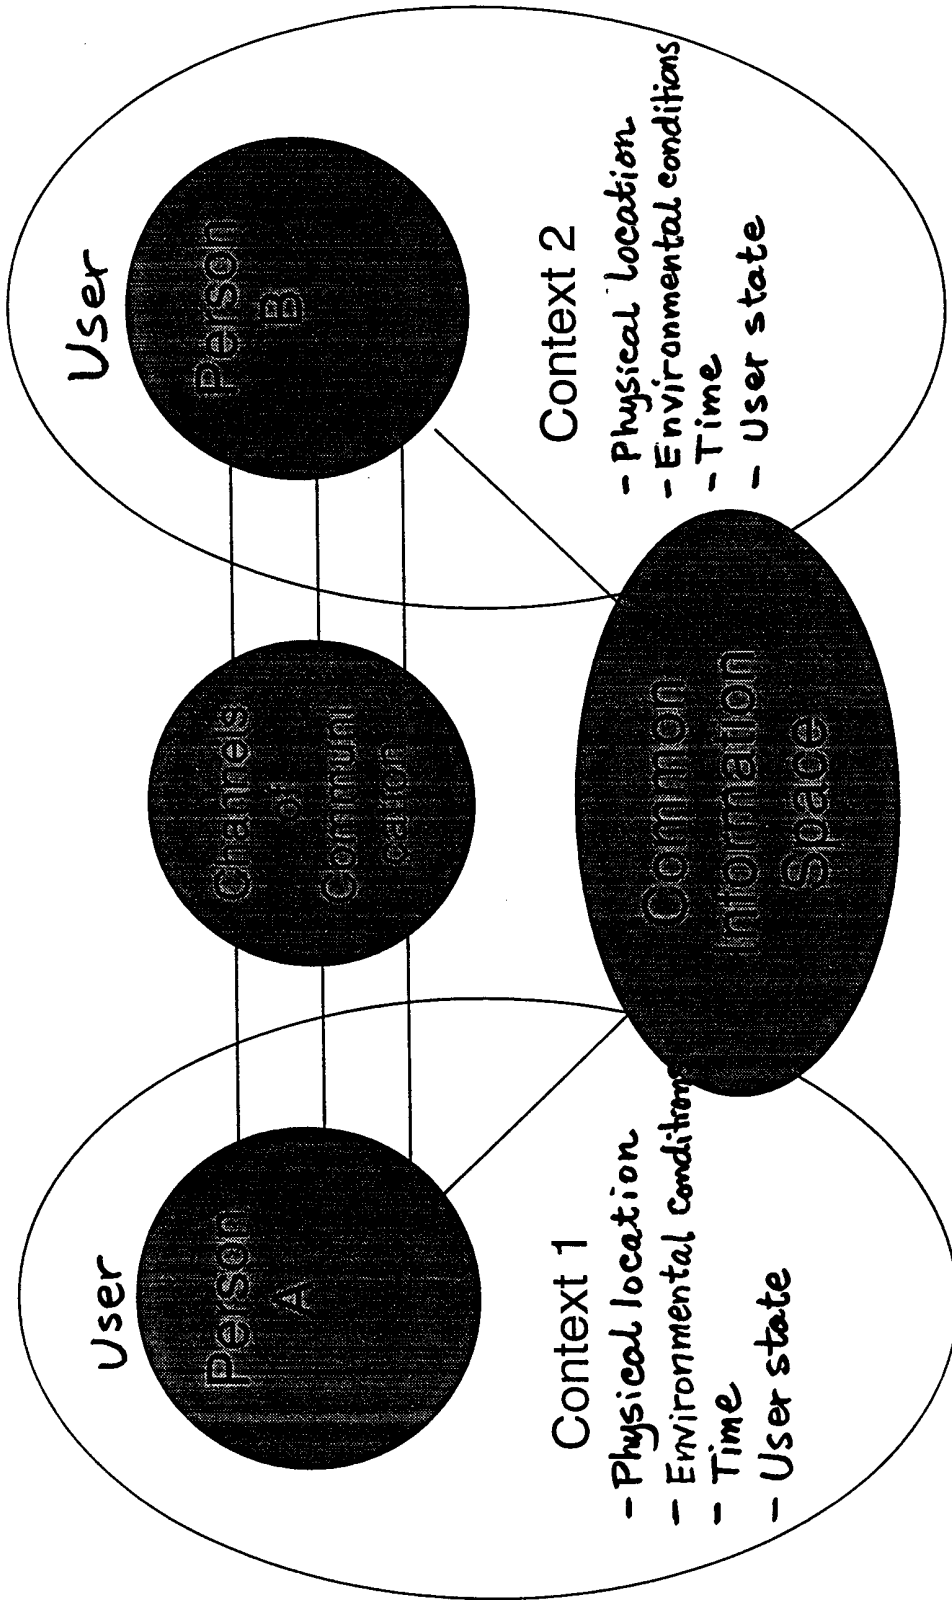 User
Person
A
Context 1
- Physical location
- Environmental conditions
- Time
- User state
Channels
of
Communi
cation
Common
Information
Space
User
Person
B
Context 2
- Physical location
- Environmental conditions
- Time
- User state